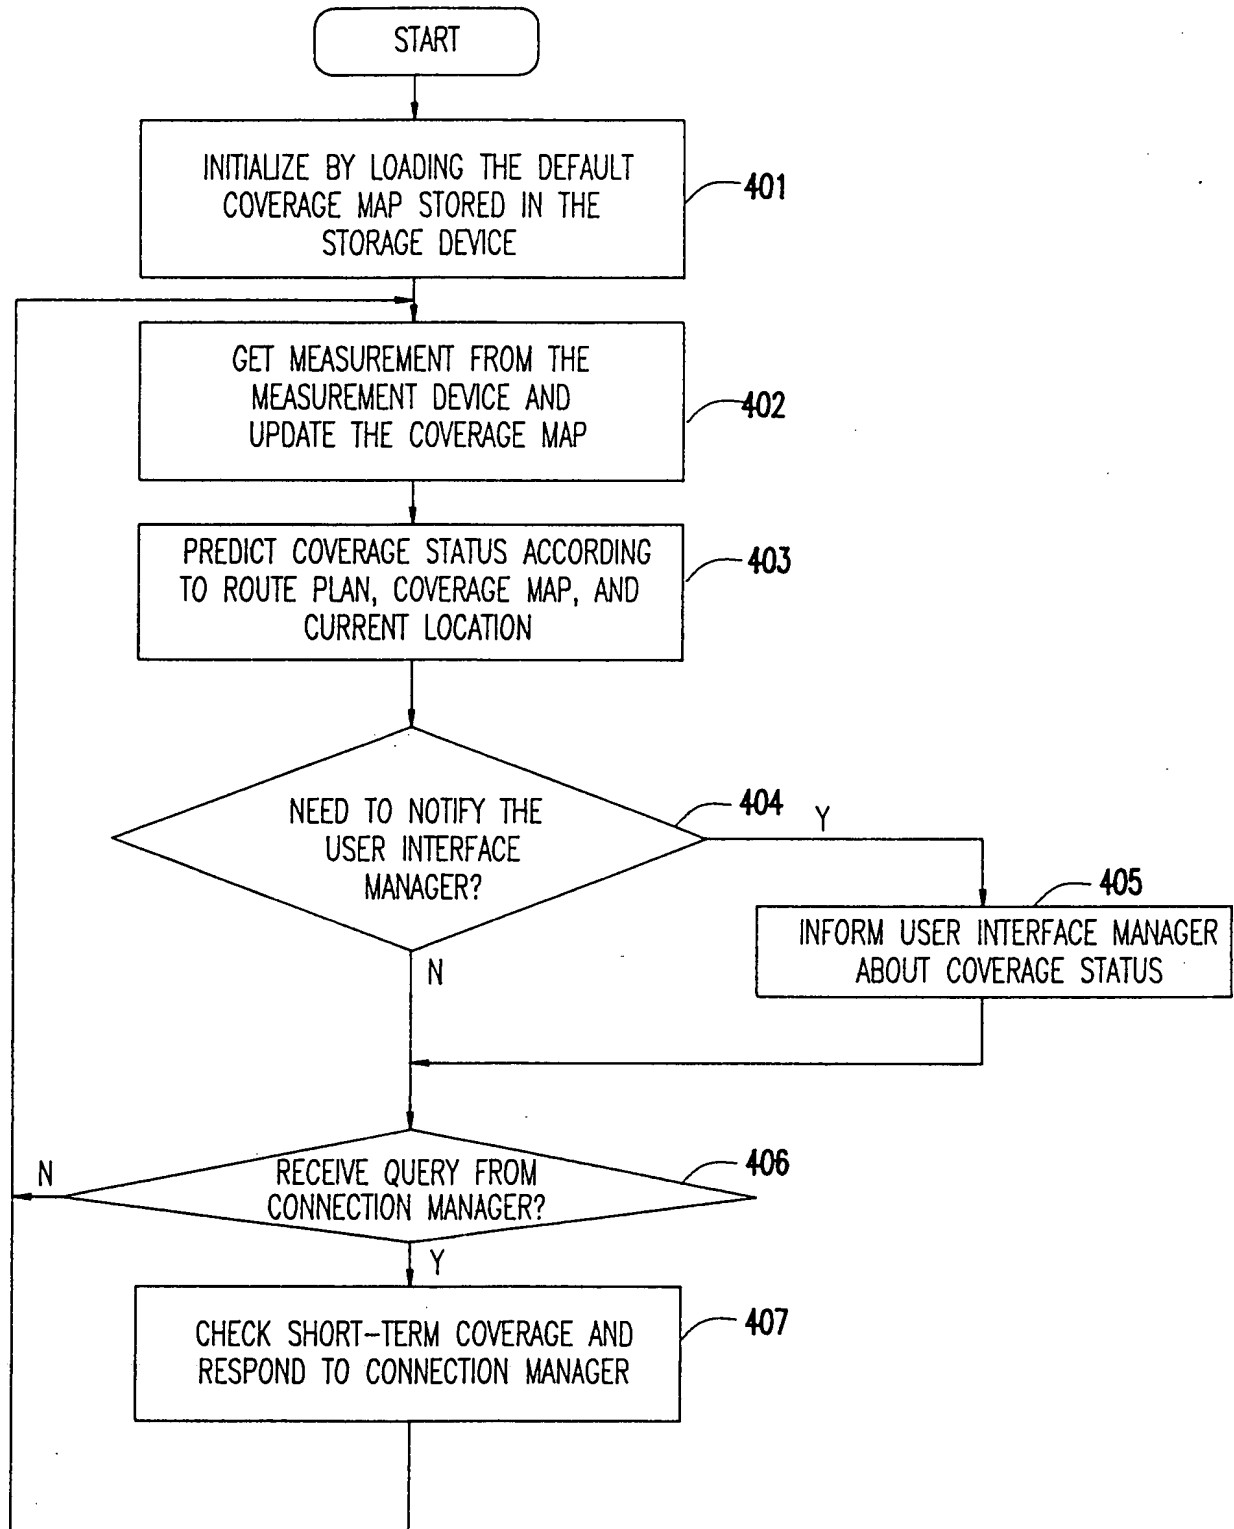 START
INITIALIZE BY LOADING THE DEFAULT
COVERAGE MAP STORED IN THE
STORAGE DEVICE
401
GET MEASUREMENT FROM THE
MEASUREMENT DEVICE AND
UPDATE THE COVERAGE MAP
402
PREDICT COVERAGE STATUS ACCORDING
TO ROUTE PLAN, COVERAGE MAP, AND
CURRENT LOCATION
403
NEED TO NOTIFY THE
USER INTERFACE
MANAGER?
404
Y
405
INFORM USER INTERFACE MANAGER
ABOUT COVERAGE STATUS
N
RECEIVE QUERY FROM
CONNECTION MANAGER?
406
N
Y
CHECK SHORT-TERM COVERAGE AND
RESPOND TO CONNECTION MANAGER
407